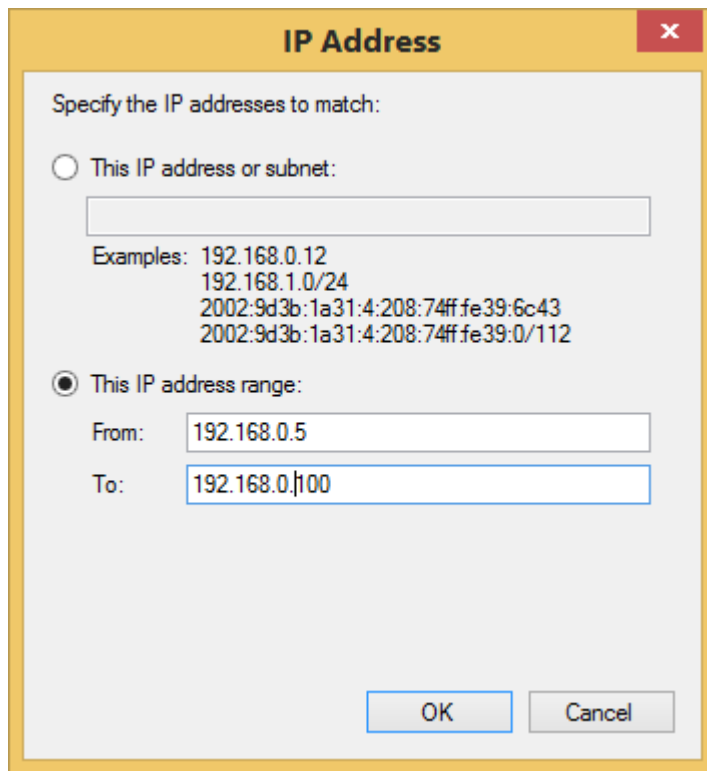 IP Address
Specify the IP addresses to match:
This IP address or subnet:
Examples: 192.168.0.12
192.168.1.0/24
2002:9d3b:1a31:4:208:74ff:fe39:6c43
2002:9d3b:1a31:4:208:74ff:fe39:0/112
This IP address range:
From: 192.168.0.5
To: 192.168.0.100
OK Cancel